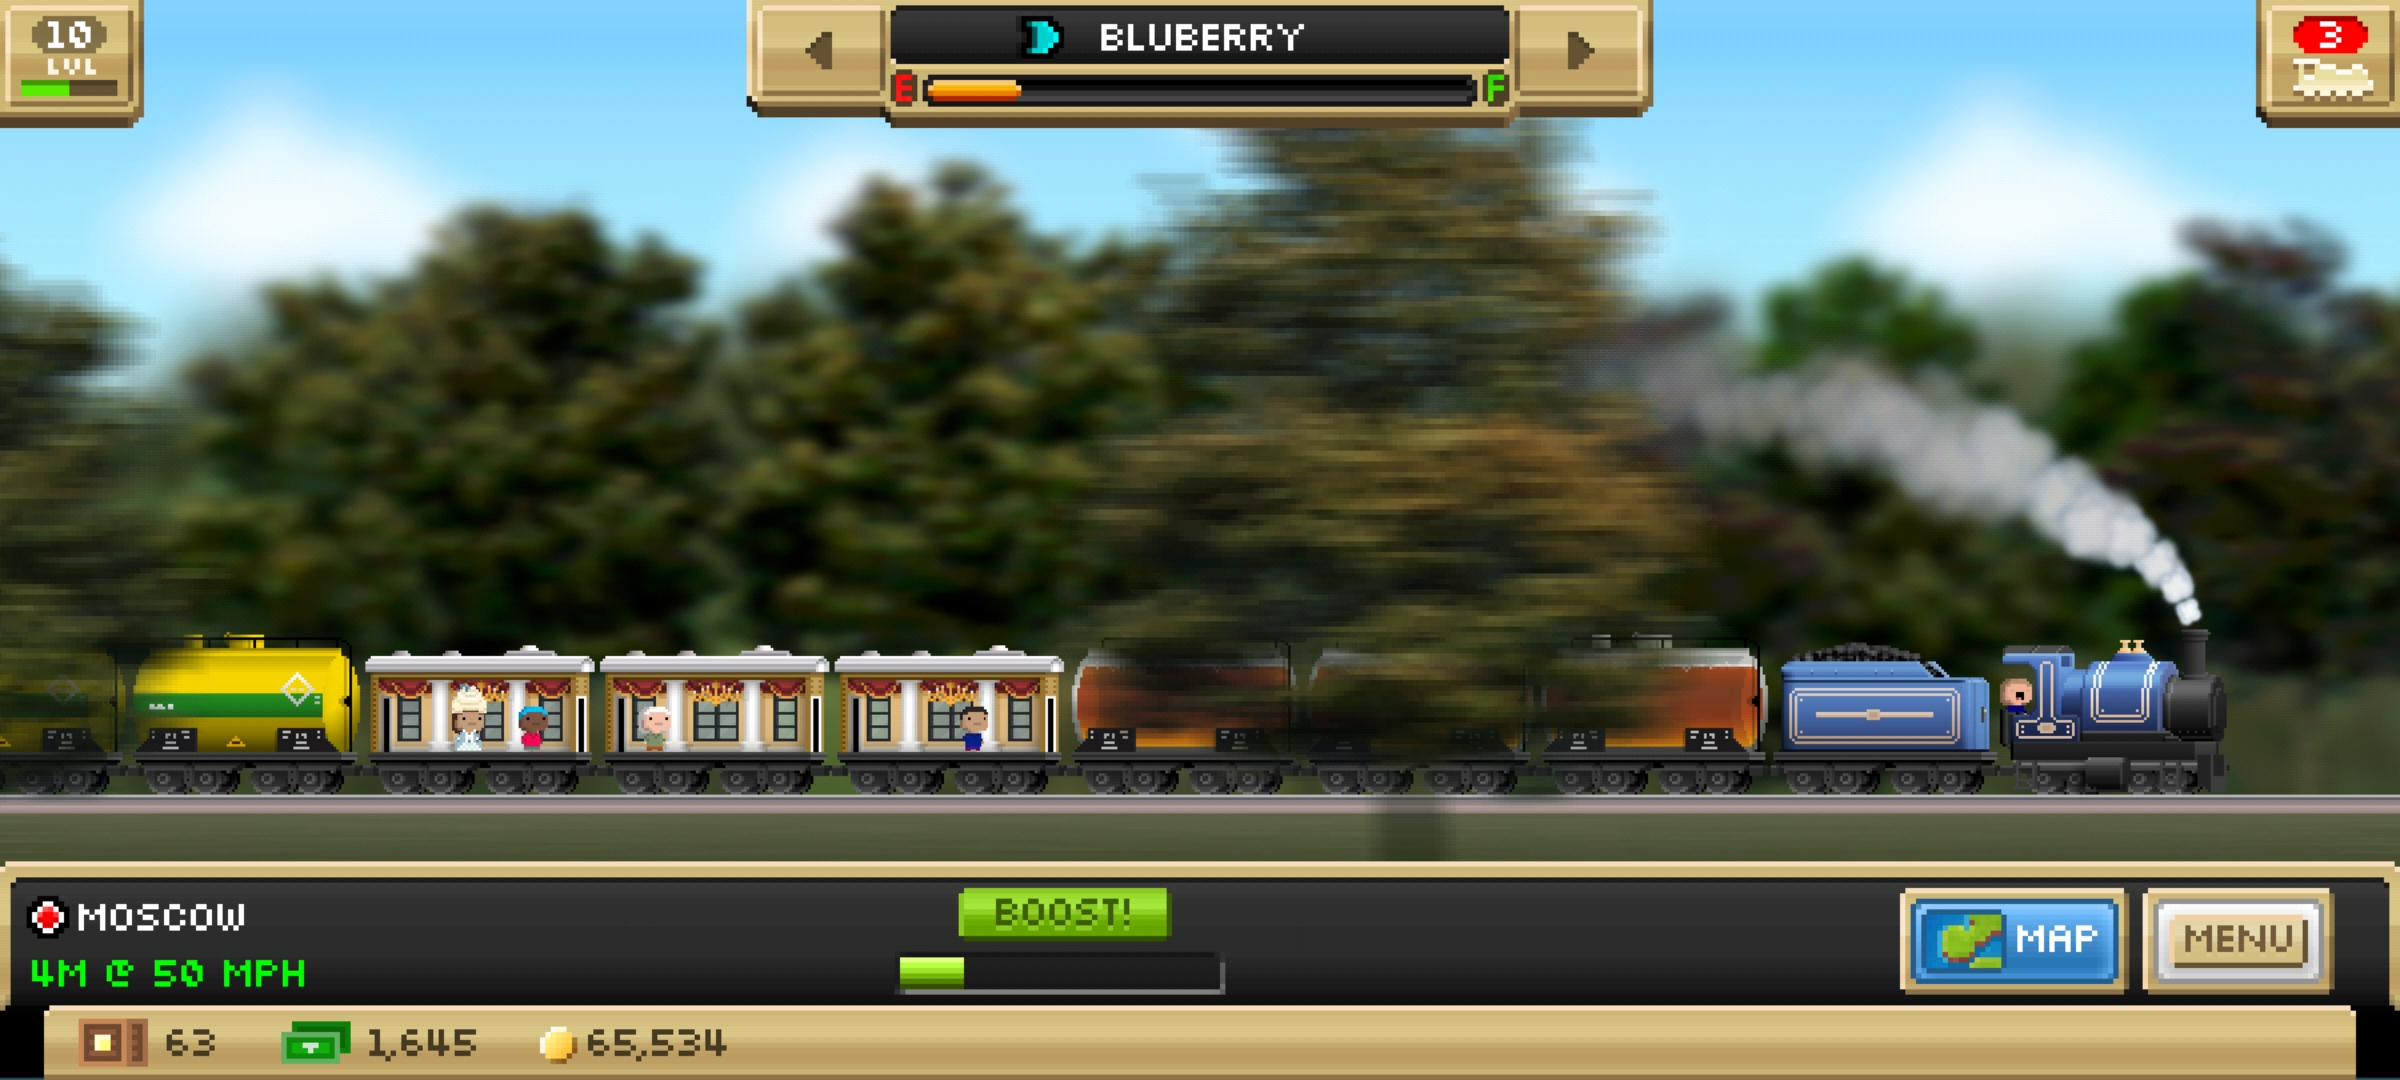 10
LVL
BLUBERRY
E F
3
MOSCOW
4M @ 50 MPH
BOOST!
MAP
MENU
63 1,645 65,534